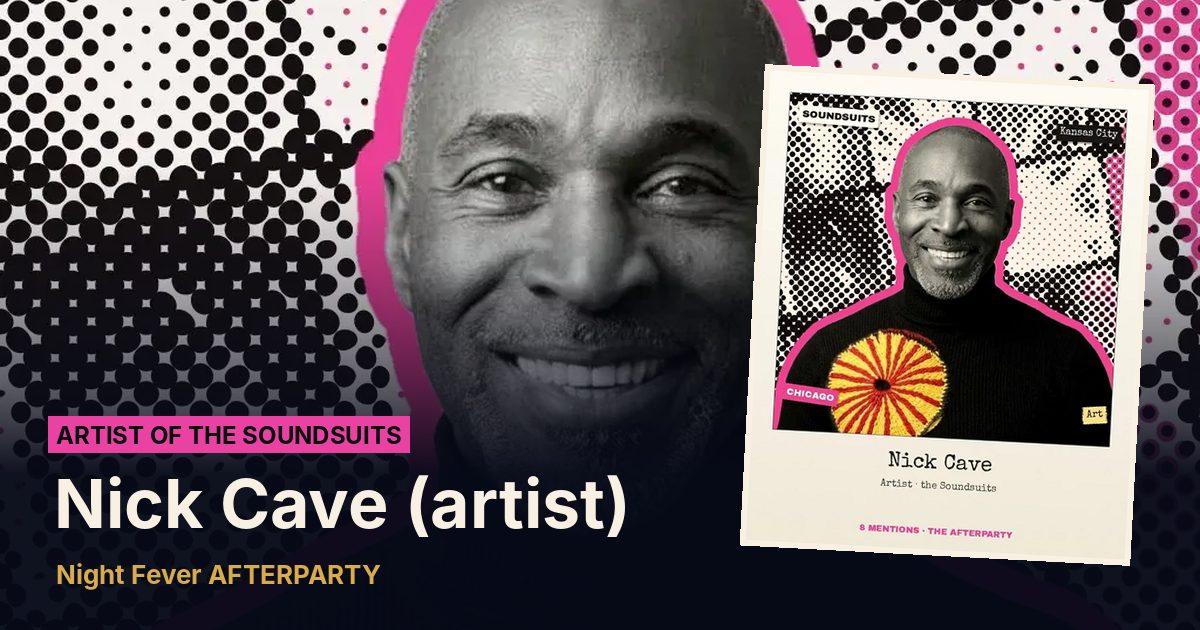 ARTIST OF THE SOUNDSUITS
Nick Cave (artist)
Night Fever AFTERPARTY
SOUNDSUITS
Kansas City
CHICAGO
Art
Nick Cave
Artist · the Soundsuits
8 MENTIONS · THE AFTERPARTY